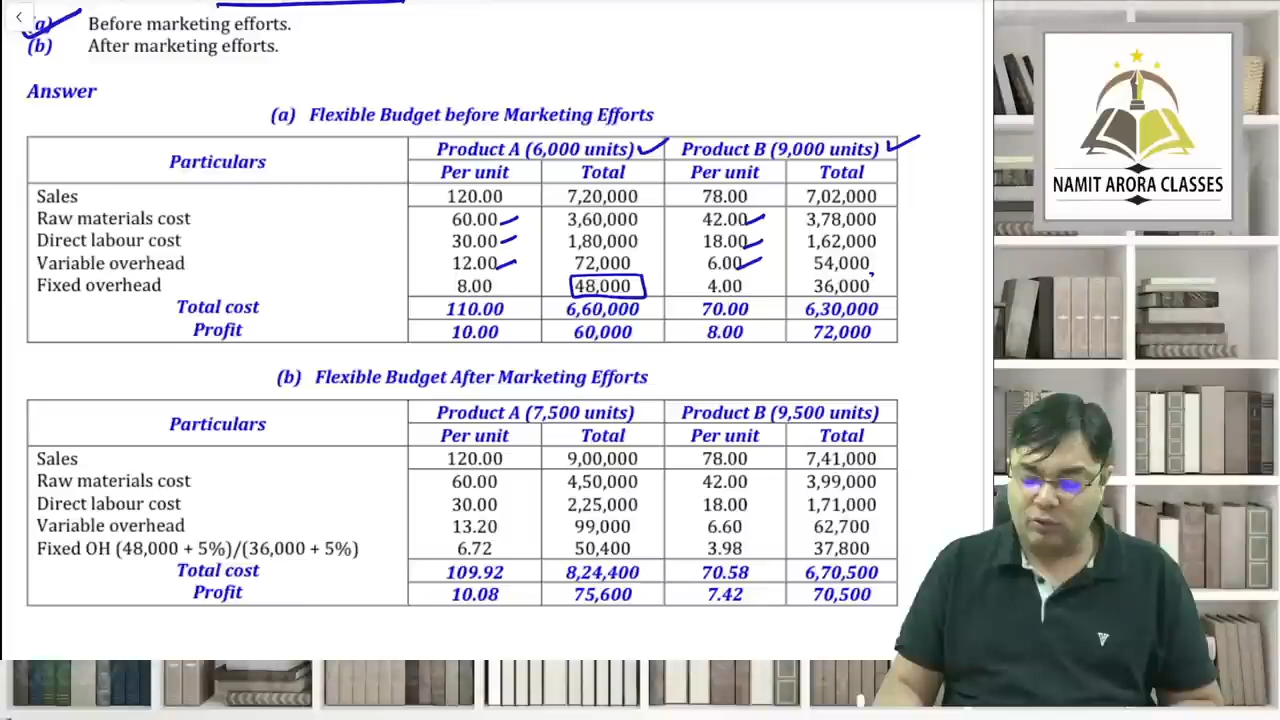 (a) Before marketing efforts.
(b) After marketing efforts.
Answer
(a) Flexible Budget before Marketing Efforts
Particulars Product A (6,000 units) Product B (9,000 units)
Per unit Total Per unit Total
Sales 120.00 7,20,000 78.00 7,02,000
Raw materials cost 60.00 3,60,000 42.00 3,78,000
Direct labour cost 30.00 1,80,000 18.00 1,62,000
Variable overhead 12.00 72,000 6.00 54,000
Fixed overhead 8.00 48,000 4.00 36,000
Total cost 110.00 6,60,000 70.00 6,30,000
Profit 10.00 60,000 8.00 72,000
(b) Flexible Budget After Marketing Efforts
Particulars Product A (7,500 units) Product B (9,500 units)
Per unit Total Per unit Total
Sales 120.00 9,00,000 78.00 7,41,000
Raw materials cost 60.00 4,50,000 42.00 3,99,000
Direct labour cost 30.00 2,25,000 18.00 1,71,000
Variable overhead 13.20 99,000 6.60 62,700
Fixed OH (48,000 + 5%)/(36,000 + 5%) 6.72 50,400 3.98 37,800
Total cost 109.92 8,24,400 70.58 6,70,500
Profit 10.08 75,600 7.42 70,500
NAMIT ARORA CLASSES